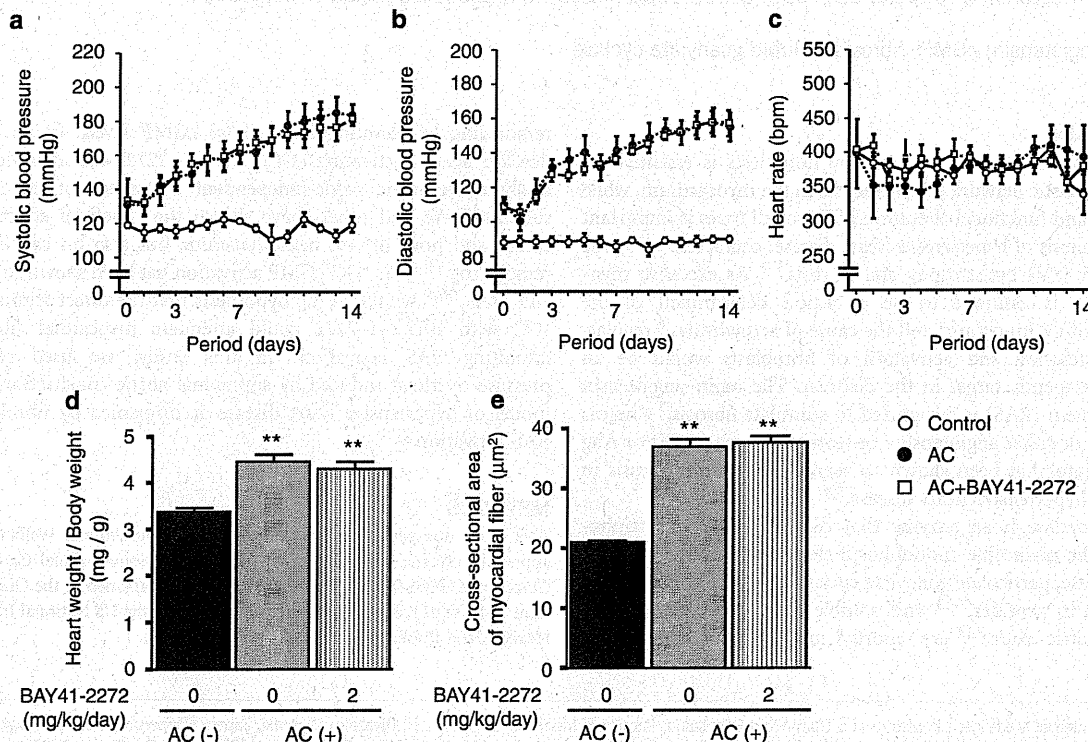 a
b
c
Systolic blood pressure
(mmHg)
220
200
180
160
140
120
100
0
0
3
7
14
Period (days)
Diastolic blood pressure
(mmHg)
200
180
160
140
120
100
80
0
0
3
7
14
Period (days)
Heart rate (bpm)
550
500
450
400
350
300
0
0
3
7
14
Period (days)
d
Heart weight / Body weight
(mg / g)
5
4
3
2
1
0
**
**
BAY41-2272
(mg/kg/day)
0
0
2
AC (-)
AC (+)
e
Cross-sectional area
of myocardial fiber (µm²)
40
30
20
10
0
**
**
BAY41-2272
(mg/kg/day)
0
0
2
AC (-)
AC (+)
Control
AC
AC+BAY41-2272